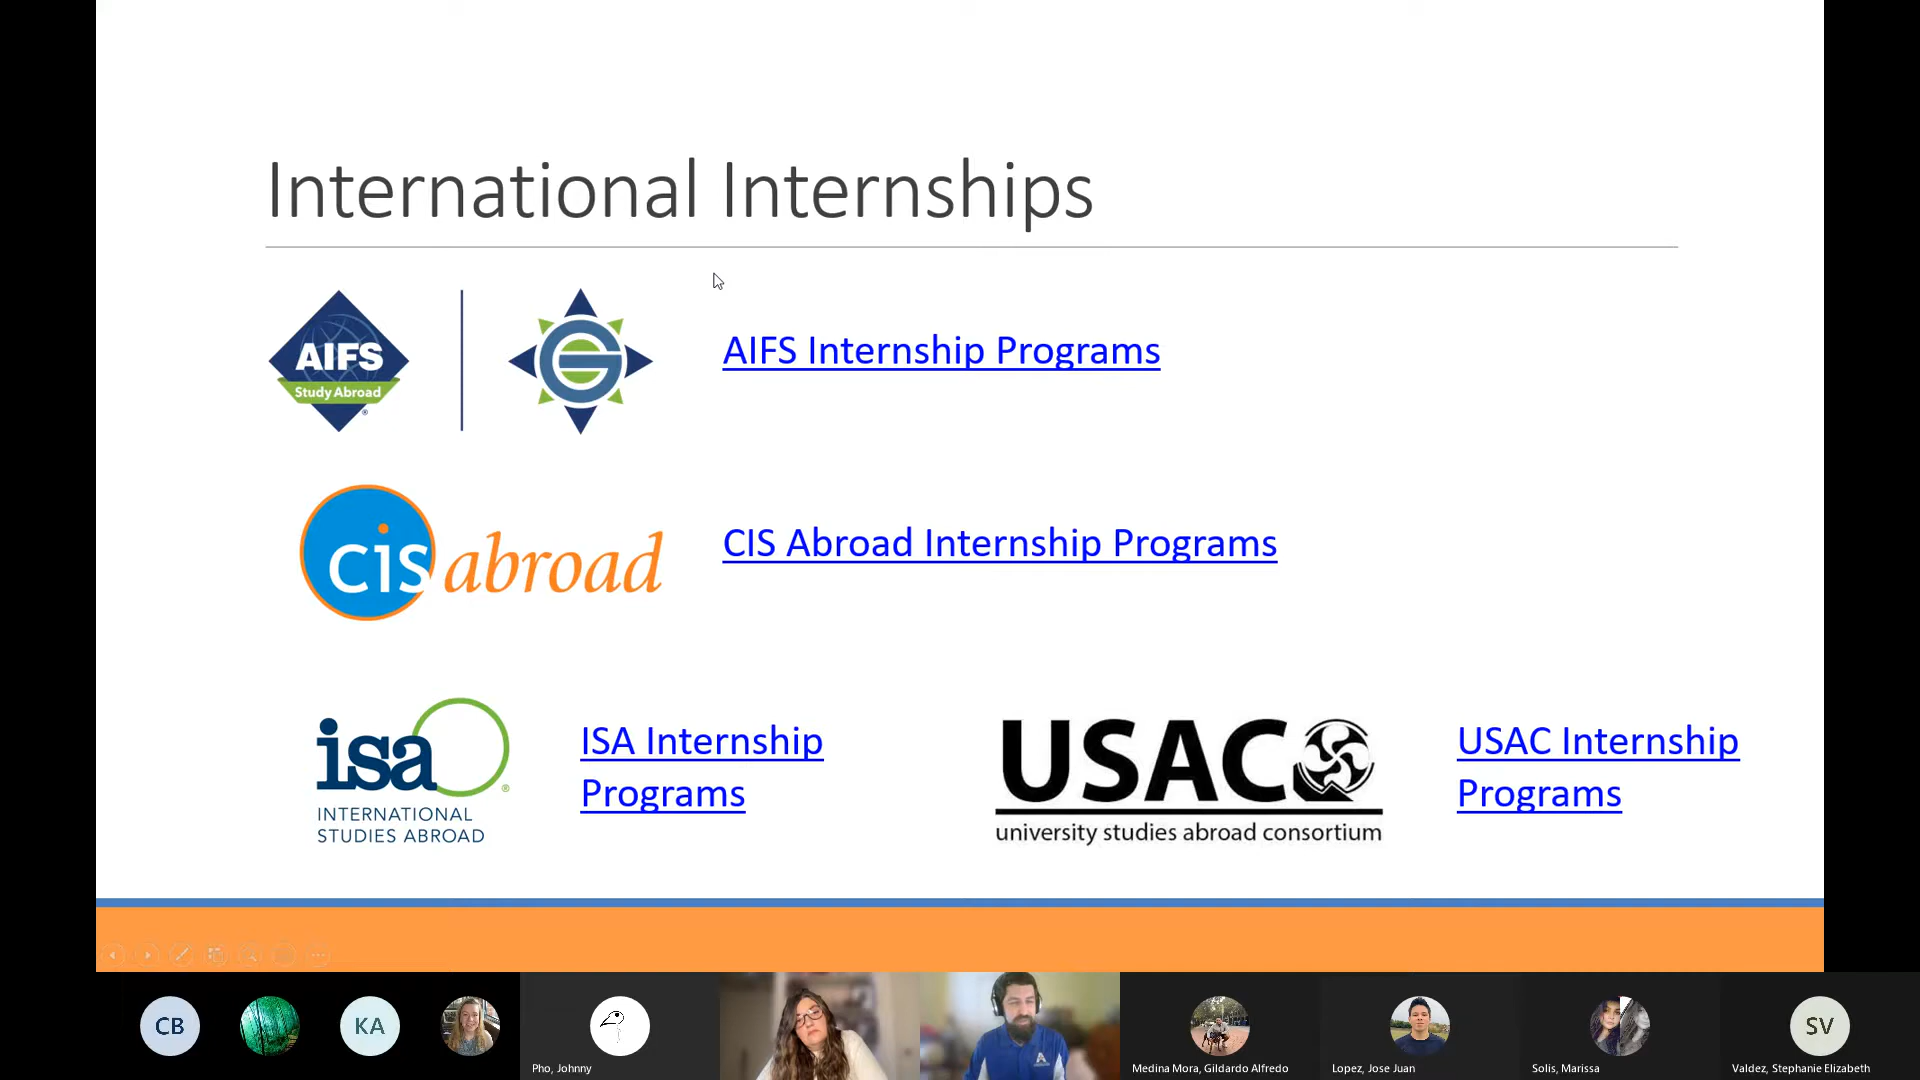 International Internships
AIFS
Study Abroad
®
G
AIFS Internship Programs
cis abroad
CIS Abroad Internship Programs
isa
®
INTERNATIONAL
STUDIES ABROAD
ISA Internship
Programs
USAC
university studies abroad consortium
USAC Internship
Programs
CB
KA
SV
A
Pho, Johnny
Medina Mora, Gildardo Alfredo
Lopez, Jose Juan
Solis, Marissa
Valdez, Stephanie Elizabeth